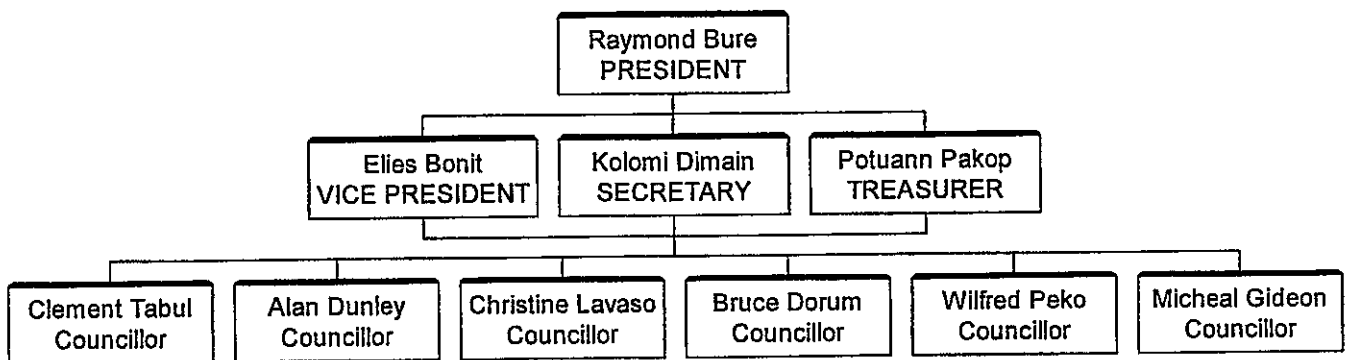 Raymond Bure
PRESIDENT
Elies Bonit
VICE PRESIDENT
Kolomi Dimain
SECRETARY
Potuann Pakop
TREASURER
Clement Tabul
Councillor
Alan Dunley
Councillor
Christine Lavaso
Councillor
Bruce Dorum
Councillor
Wilfred Peko
Councillor
Micheal Gideon
Councillor